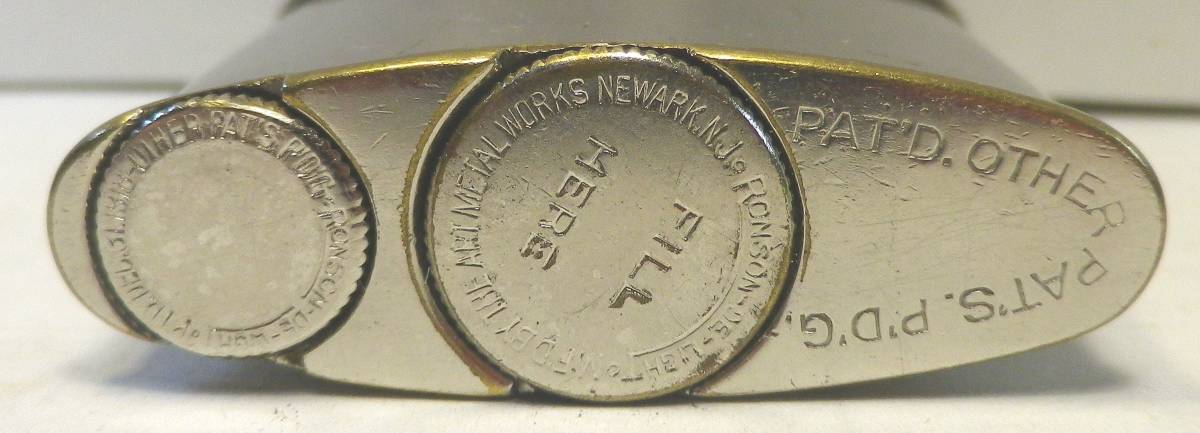 OTHER PAT'S. P'D'G. RONSON-DE-LIGHT
RONSON-DE-LIGHT
M'F'D. BY THE ART METAL WORKS NEWARK. N.J.
FILL
HERE
PAT'D. OTHER PAT'S. P'D'G.